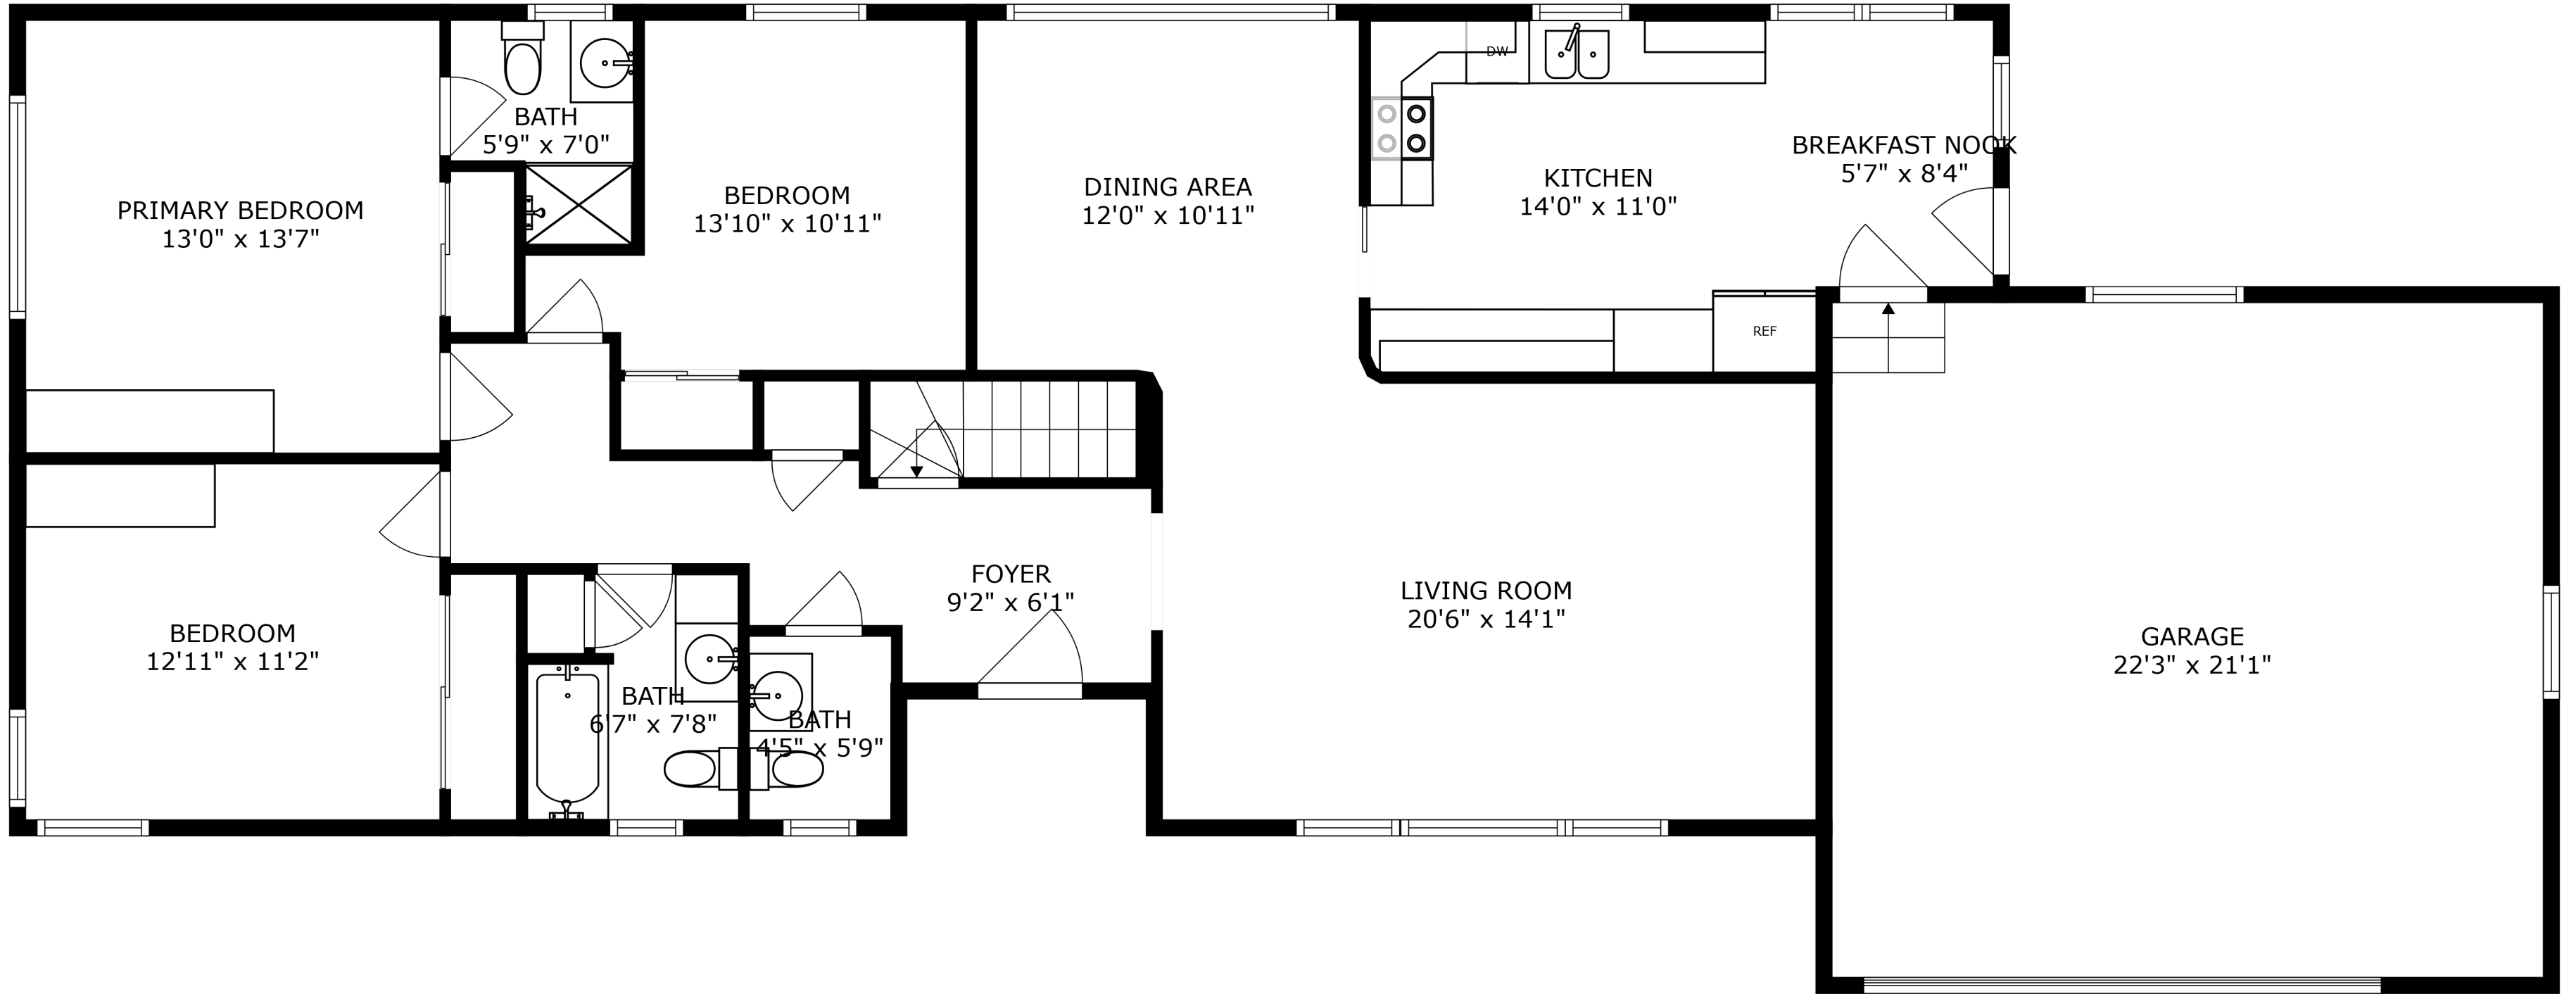 BATH
5'9" x 7'0"
PRIMARY BEDROOM
13'0" x 13'7"
BEDROOM
13'10" x 10'11"
DINING AREA
12'0" x 10'11"
DW
KITCHEN
14'0" x 11'0"
BREAKFAST NOOK
5'7" x 8'4"
REF
BEDROOM
12'11" x 11'2"
BATH
6'7" x 7'8"
BATH
4'5" x 5'9"
FOYER
9'2" x 6'1"
LIVING ROOM
20'6" x 14'1"
GARAGE
22'3" x 21'1"